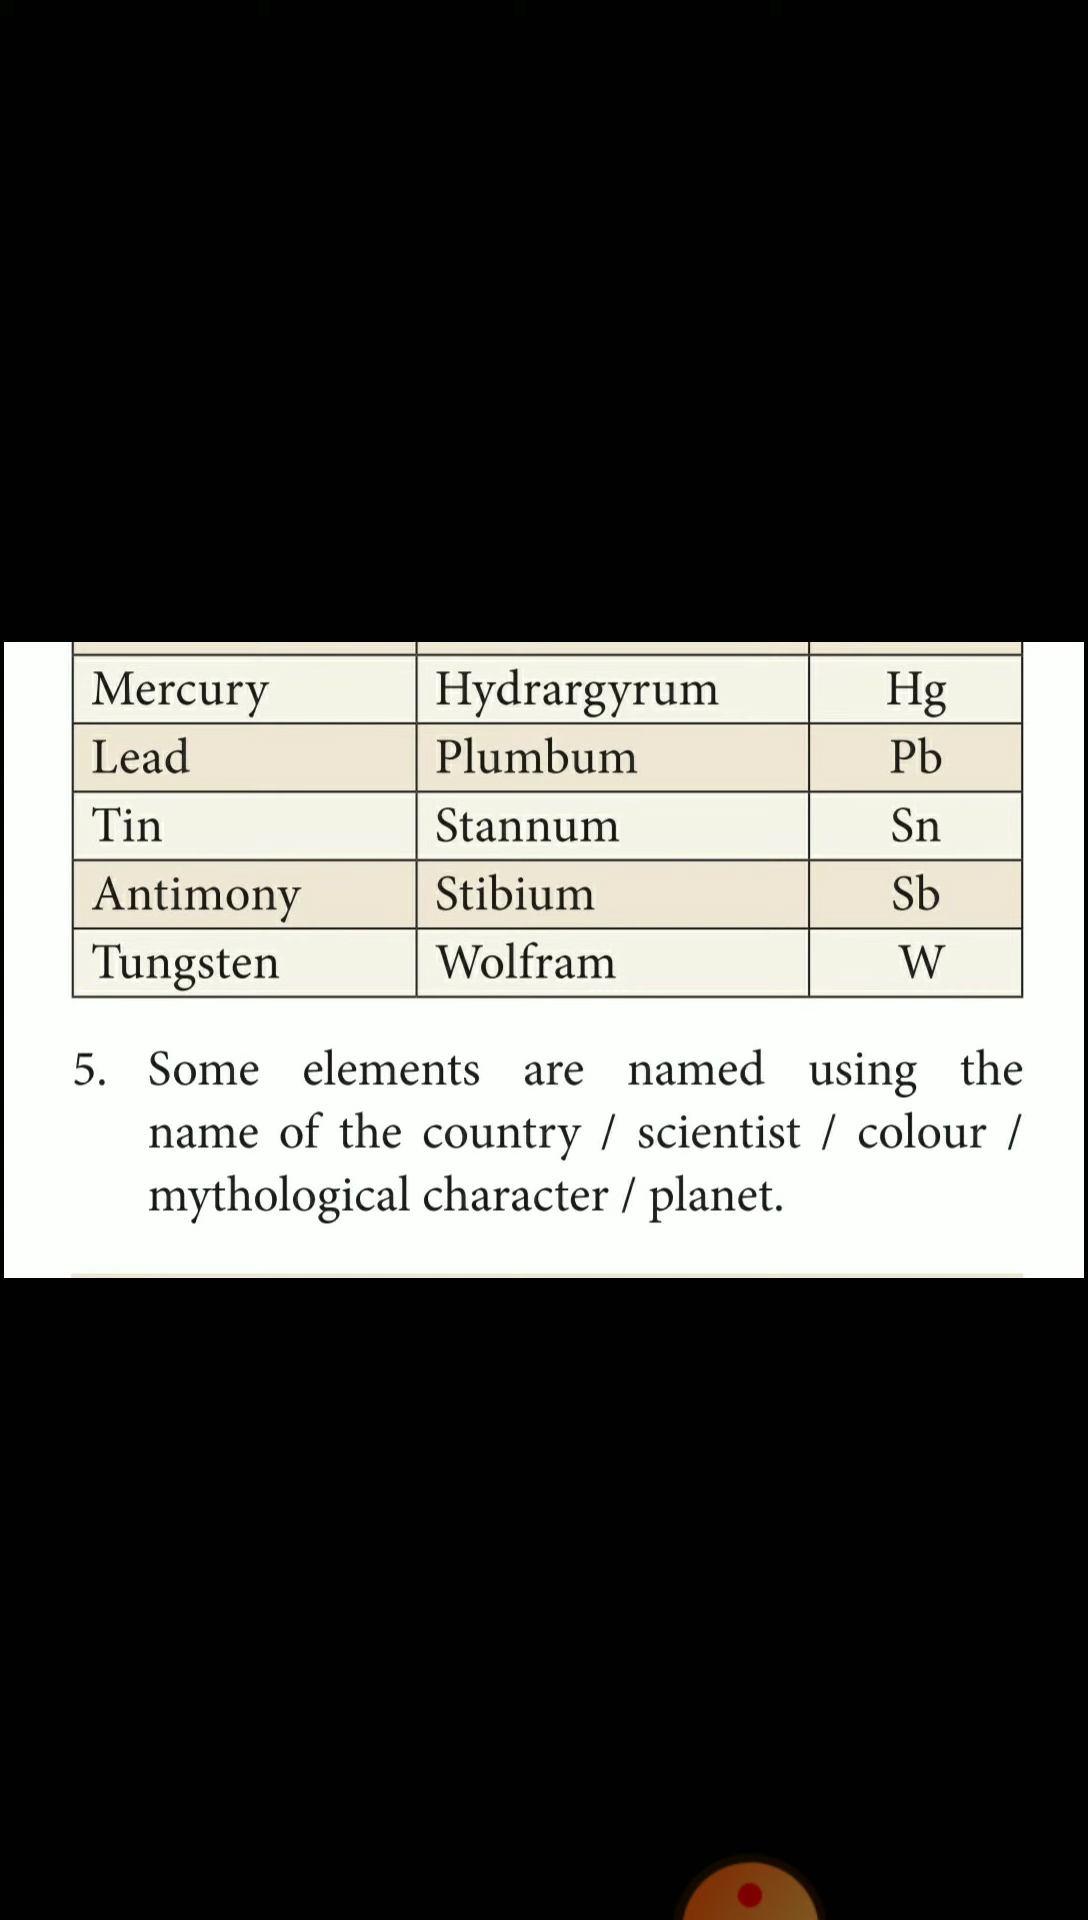 Mercury Hydrargyrum Hg
Lead Plumbum Pb
Tin Stannum Sn
Antimony Stibium Sb
Tungsten Wolfram W
5. Some elements are named using the
name of the country / scientist / colour /
mythological character / planet.